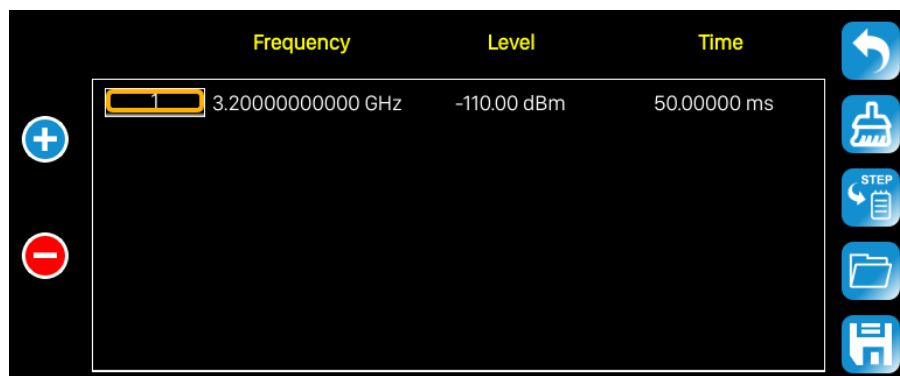 Frequency Level Time
1 3.20000000000 GHz -110.00 dBm 50.00000 ms
STEP